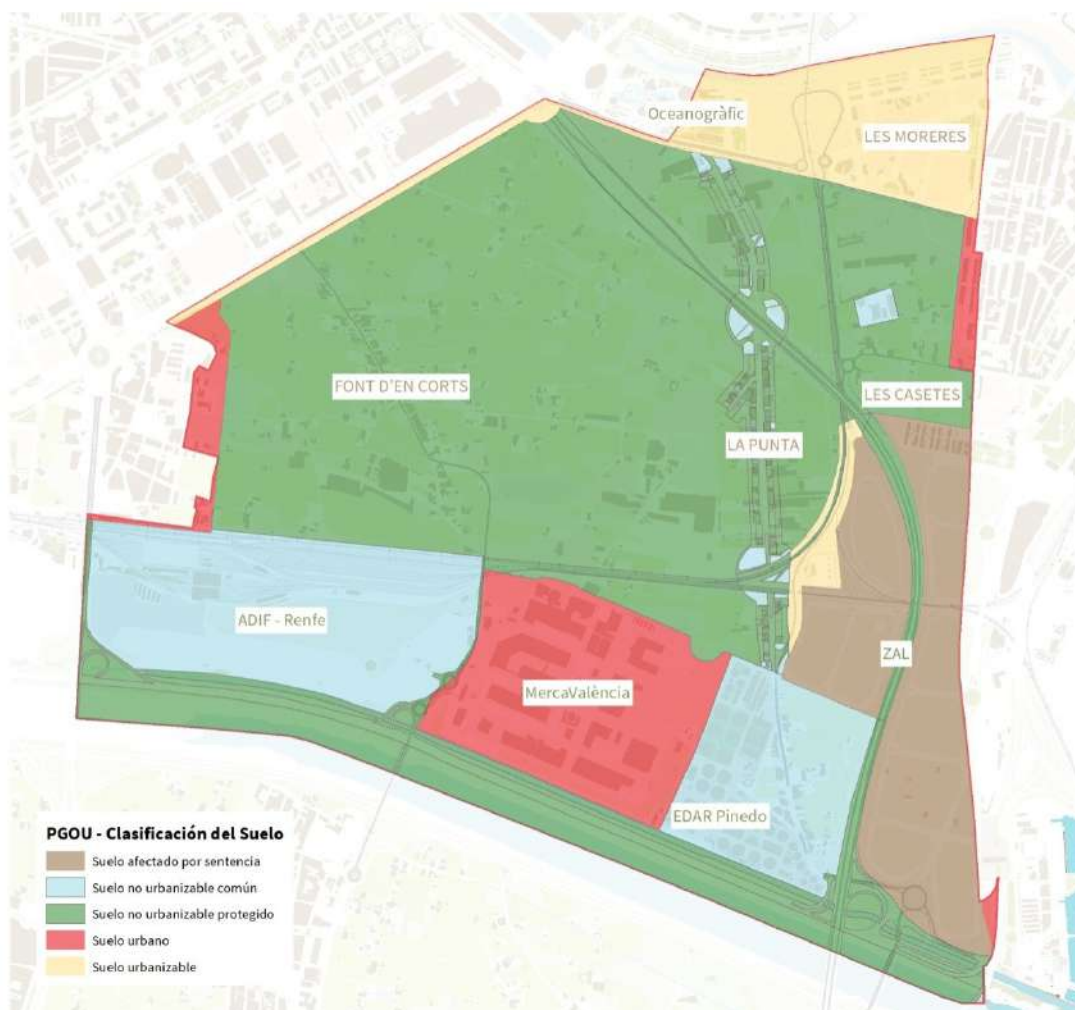 Oceanogràfic
LES MORERES
FONT D'EN CORTS
LES CASETES
LA PUNTA
ADIF - Renfe
ZAL
MercaValència
EDAR Pinedo
PGOU - Clasificación del Suelo
Suelo afectado por sentencia
Suelo no urbanizable común
Suelo no urbanizable protegido
Suelo urbano
Suelo urbanizable